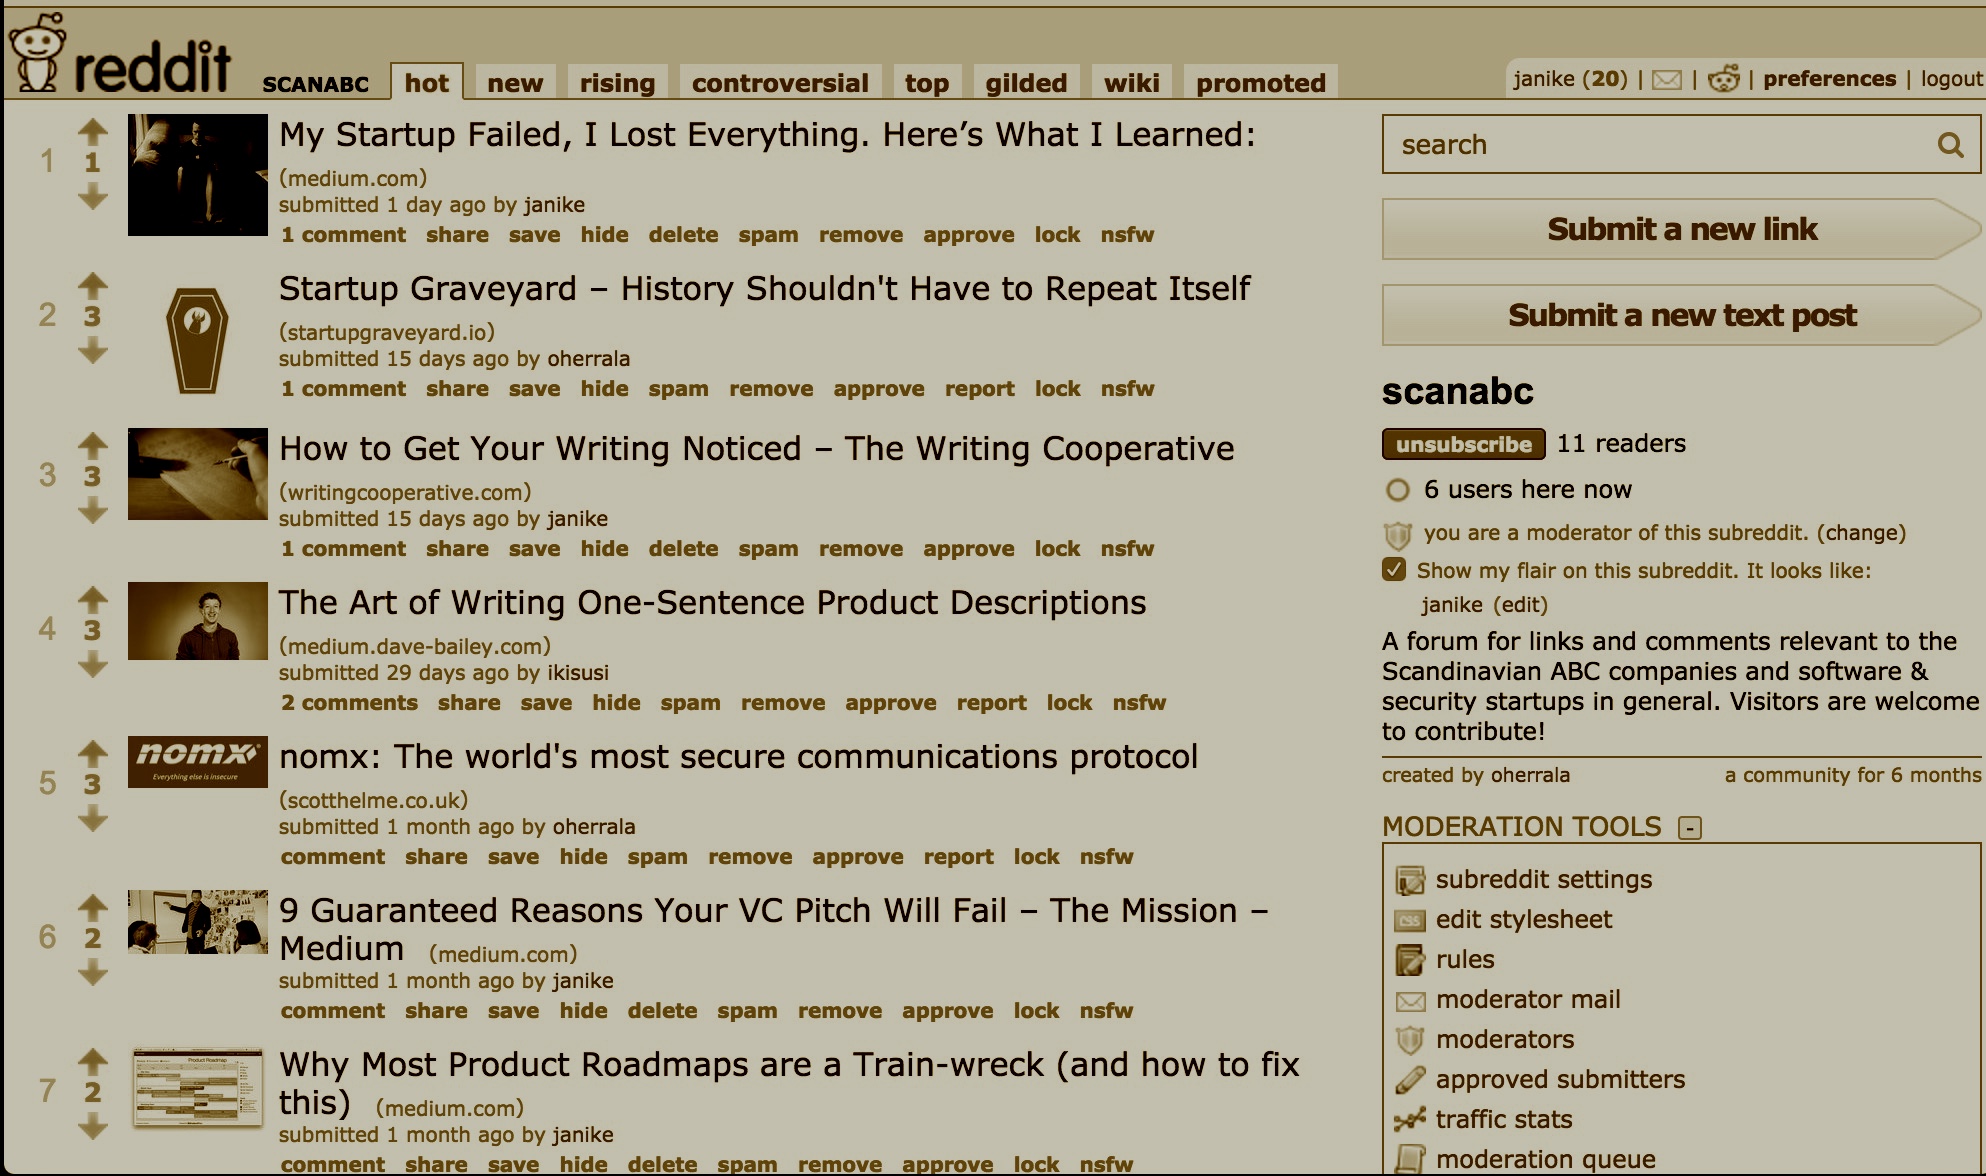 reddit SCANABC hot new rising controversial top gilded wiki promoted
janike (20) | | | preferences | logout
1
1
My Startup Failed, I Lost Everything. Here’s What I Learned:
(medium.com)
submitted 1 day ago by janike
1 comment share save hide delete spam remove approve lock nsfw
2
3
Startup Graveyard – History Shouldn't Have to Repeat Itself
(startupgraveyard.io)
submitted 15 days ago by oherrala
1 comment share save hide spam remove approve report lock nsfw
3
3
How to Get Your Writing Noticed – The Writing Cooperative
(writingcooperative.com)
submitted 15 days ago by janike
1 comment share save hide delete spam remove approve lock nsfw
4
3
The Art of Writing One-Sentence Product Descriptions
(medium.dave-bailey.com)
submitted 29 days ago by ikisusi
2 comments share save hide spam remove approve report lock nsfw
5
3
nomx
Everything else is insecure
nomx: The world's most secure communications protocol
(scotthelme.co.uk)
submitted 1 month ago by oherrala
comment share save hide spam remove approve report lock nsfw
6
2
9 Guaranteed Reasons Your VC Pitch Will Fail – The Mission –
Medium (medium.com)
submitted 1 month ago by janike
comment share save hide delete spam remove approve lock nsfw
7
2
Product Roadmap
Why Most Product Roadmaps are a Train-wreck (and how to fix
this) (medium.com)
submitted 1 month ago by janike
comment share save hide delete spam remove approve lock nsfw
search
Submit a new link
Submit a new text post
scanabc
unsubscribe 11 readers
6 users here now
you are a moderator of this subreddit. (change)
Show my flair on this subreddit. It looks like:
janike (edit)
A forum for links and comments relevant to the
Scandinavian ABC companies and software &
security startups in general. Visitors are welcome
to contribute!
created by oherrala a community for 6 months
MODERATION TOOLS -
subreddit settings
CSS edit stylesheet
rules
moderator mail
moderators
approved submitters
traffic stats
moderation queue